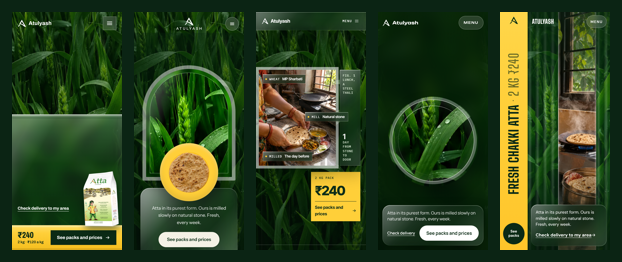 Atulyash
Atta
Check delivery to my area
₹240
See packs and prices →
ATULYASH
Atta in its purest form. Ours is milled
slowly on natural stone. Fresh,
every week.
See packs and prices
Atulyash
MENU
WHEAT MP Sharbati
MILL Natural stone
MILLED The day before
1
DAY
FROM
STONE
TO
DOOR
2 KG PACK
₹240
See packs and
prices →
Atulyash
MENU
Atta in its purest form. Ours is milled
slowly on natural stone. Fresh, every week.
Check delivery
See packs and prices
FRESH CHAKKI ATTA · 2 KG ₹240
See
packs
ATULYASH
MENU
Atta in its purest form. Ours is
milled slowly on natural stone.
Fresh, every week.
Check delivery to my area →